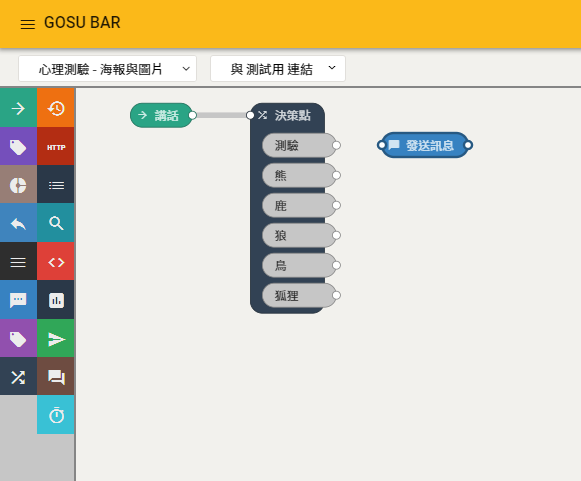 GOSU BAR
心理測驗 - 海報與圖片
與 測試用 連結
講話
決策點
測驗
發送訊息
HTTP
熊
鹿
狼
鳥
狐狸